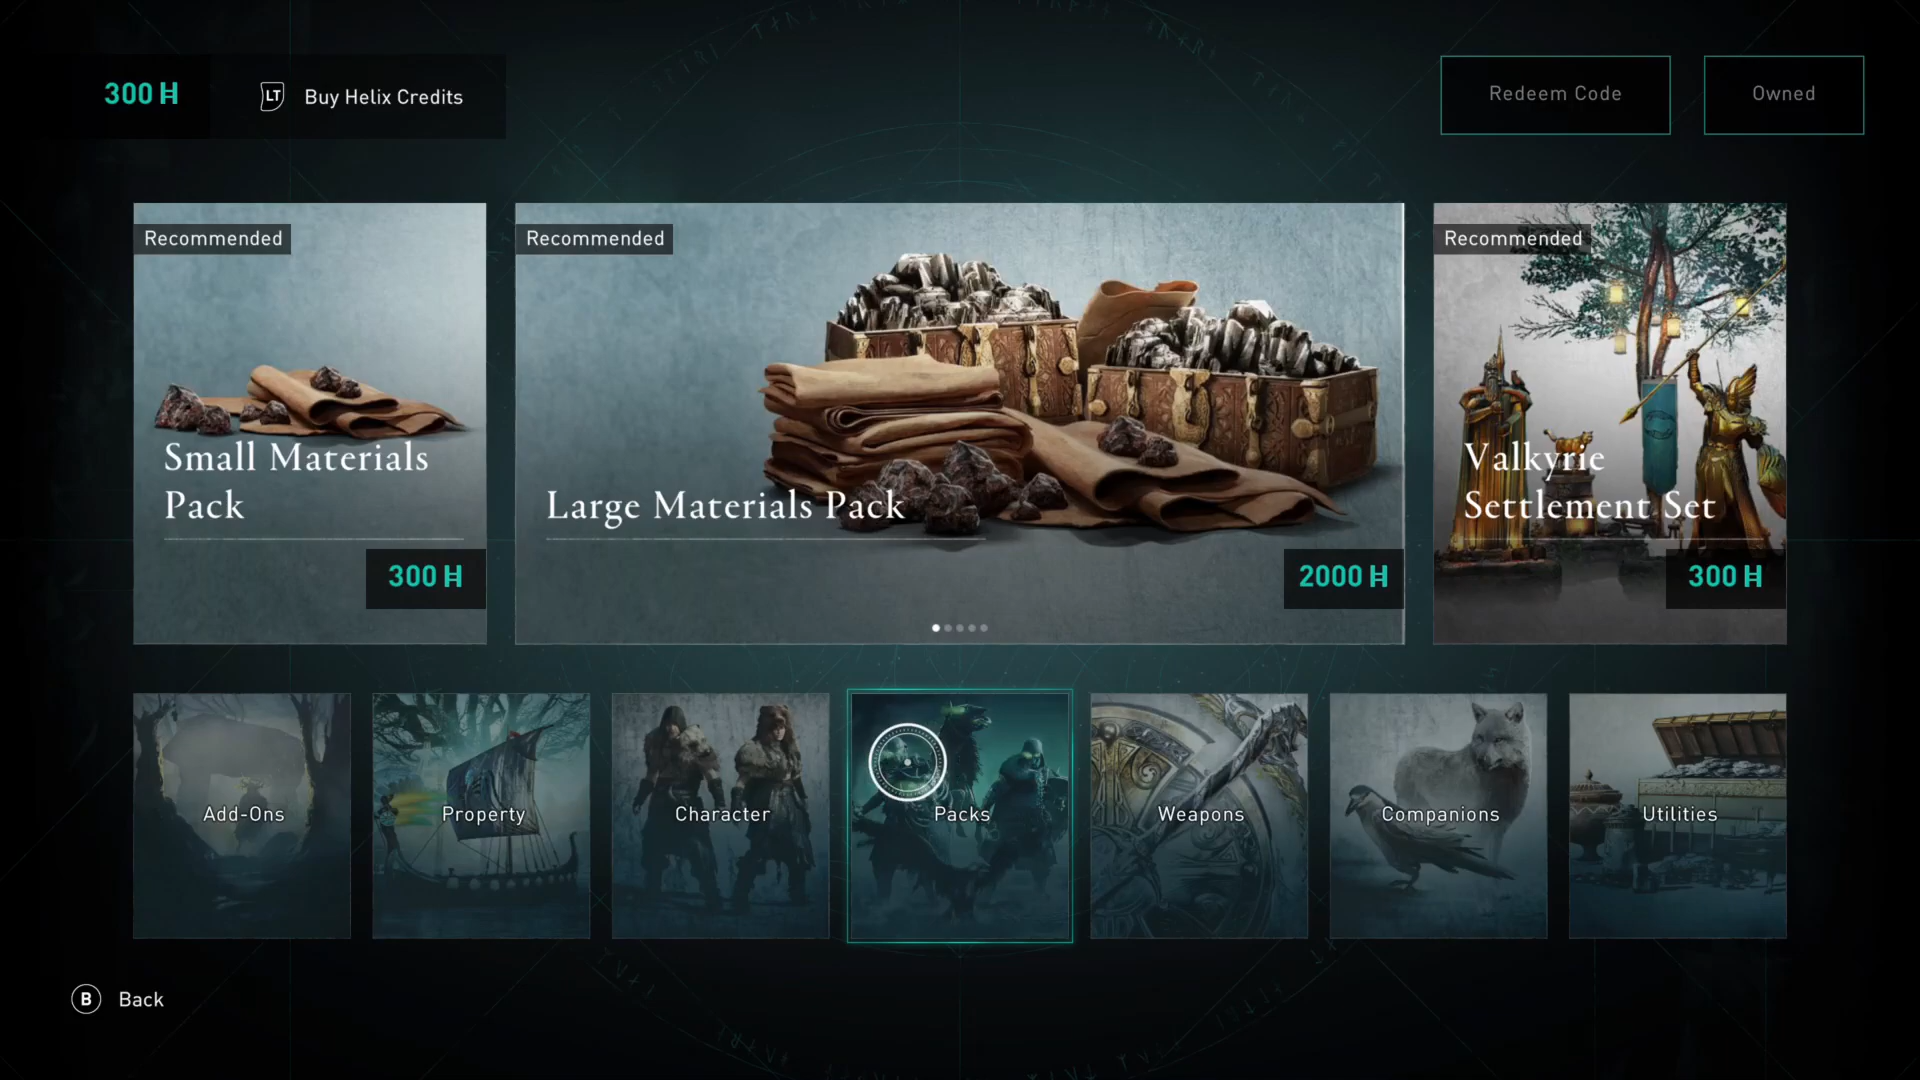 300 H
LT Buy Helix Credits
Redeem Code
Owned
Recommended
Small Materials
Pack
300 H
Recommended
Large Materials Pack
2000 H
Recommended
Valkyrie
Settlement Set
300 H
Add-Ons
Property
Character
Packs
Weapons
Companions
Utilities
B Back